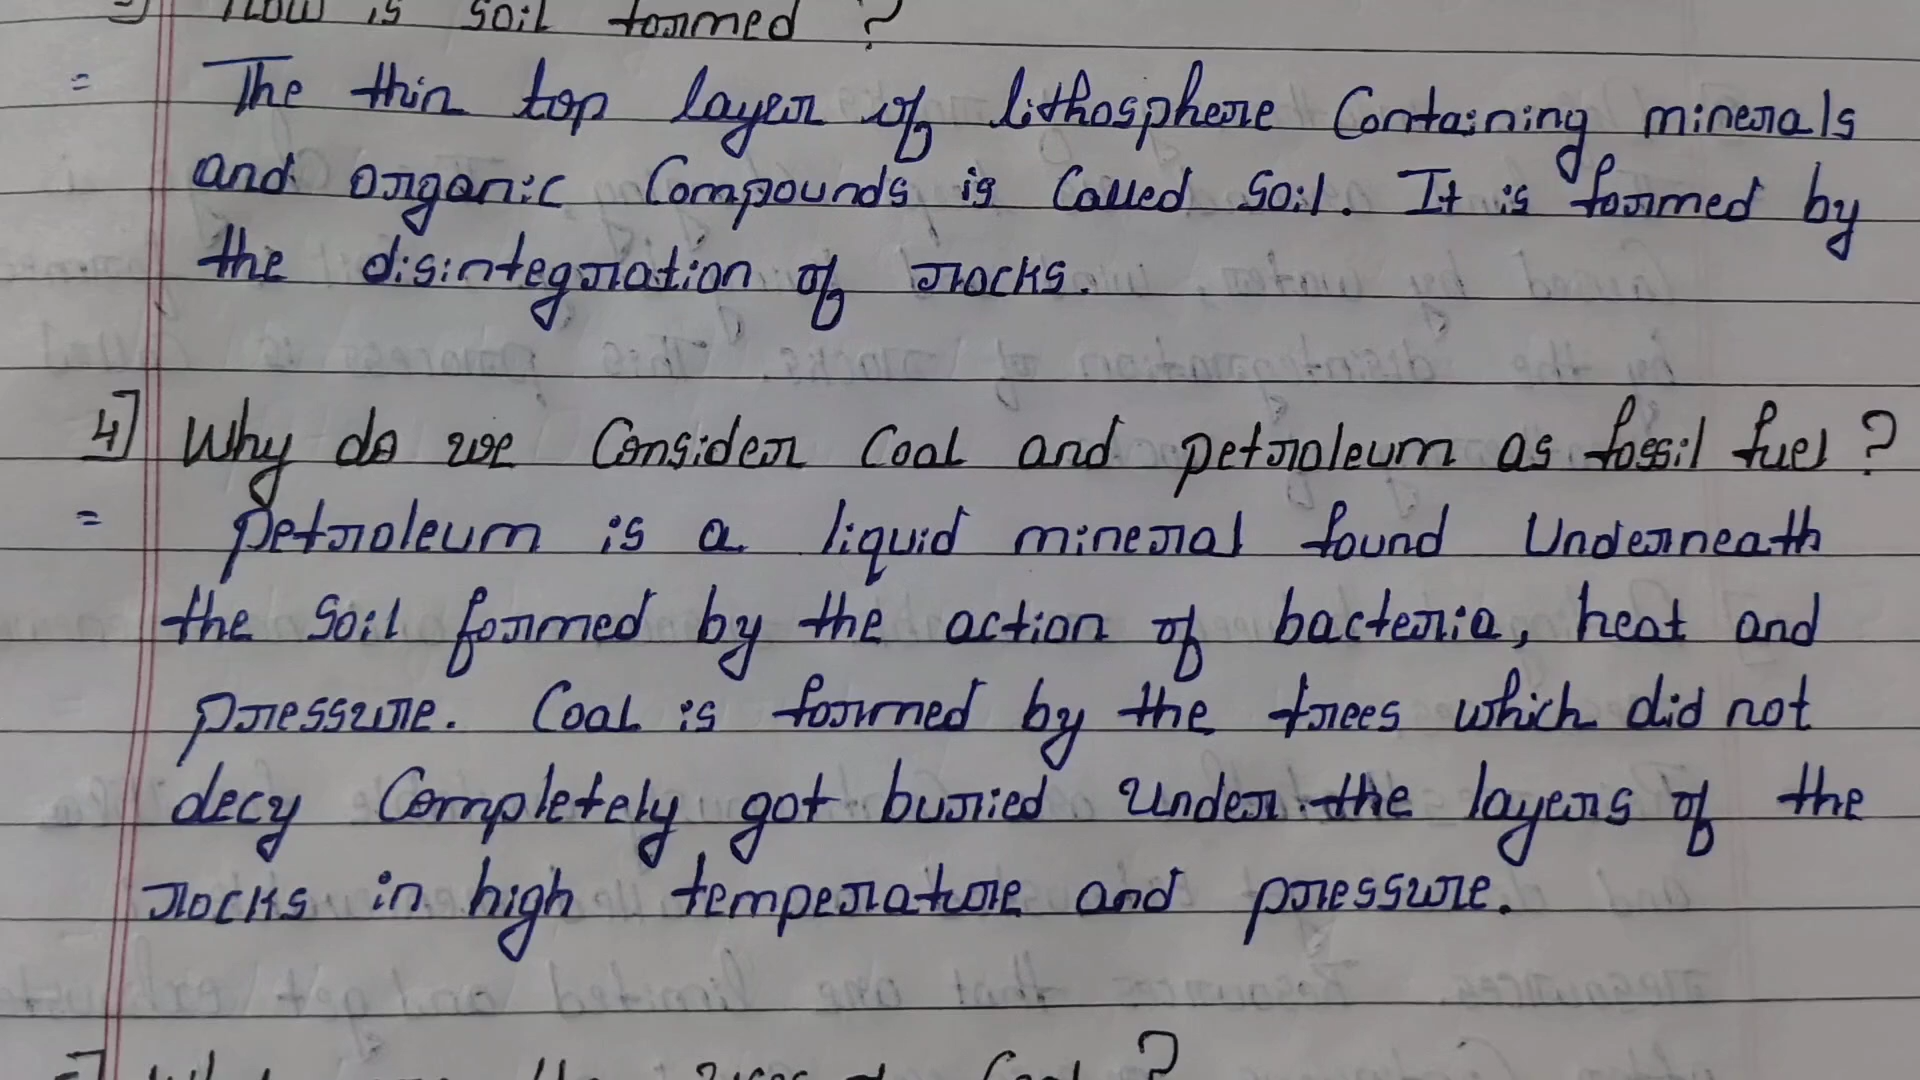 How is soil formed ?
= The thin top layer of lithosphere Containing minerals
and organic Compounds is Called Soil. It is formed by
the disintegration of rocks.
4] Why do we Consider Coal and petroleum as fossil fuel ?
= petroleum is a liquid mineral found Underneath
the Soil formed by the action of bacteria, heat and
pressure. Coal is formed by the trees which did not
decy Completely got buried Under the layers of the
rocks in high temperature and pressure.
uses of Coal ?